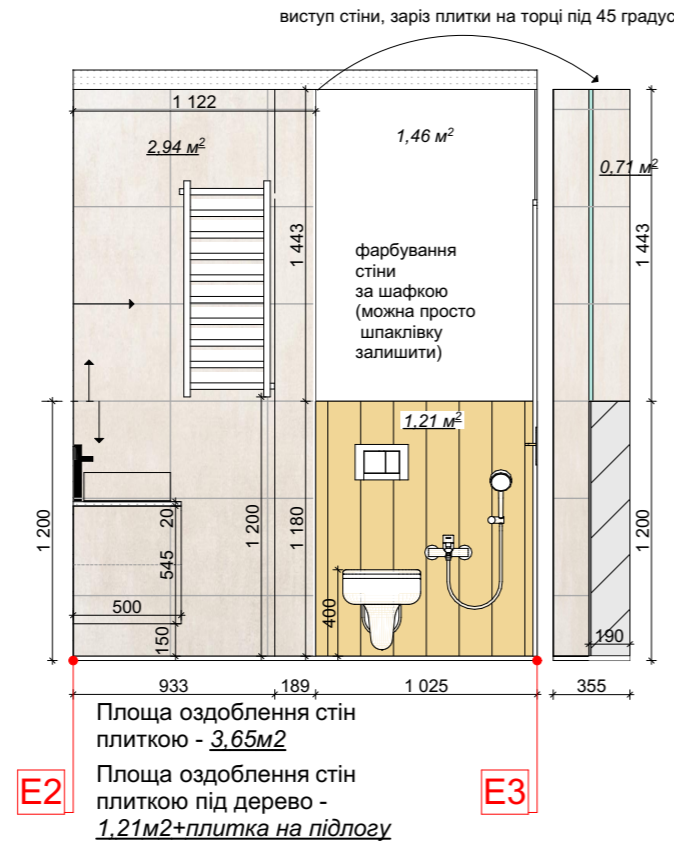 виступ стіни, заріз плитки на торці під 45 градус
1 122
2,94 м2
1,46 м2
0,71 м2
1 443
1 443
фарбування
стіни
за шафкою
(можна просто
шпаклівку
залишити)
1,21 м2
1 200
20
545
500
150
1 200
1 180
400
1 200
190
933
189
1 025
355
Площа оздоблення стін
плиткою - 3,65м2
Площа оздоблення стін
плиткою під дерево -
1,21м2+плитка на підлогу
E2
E3